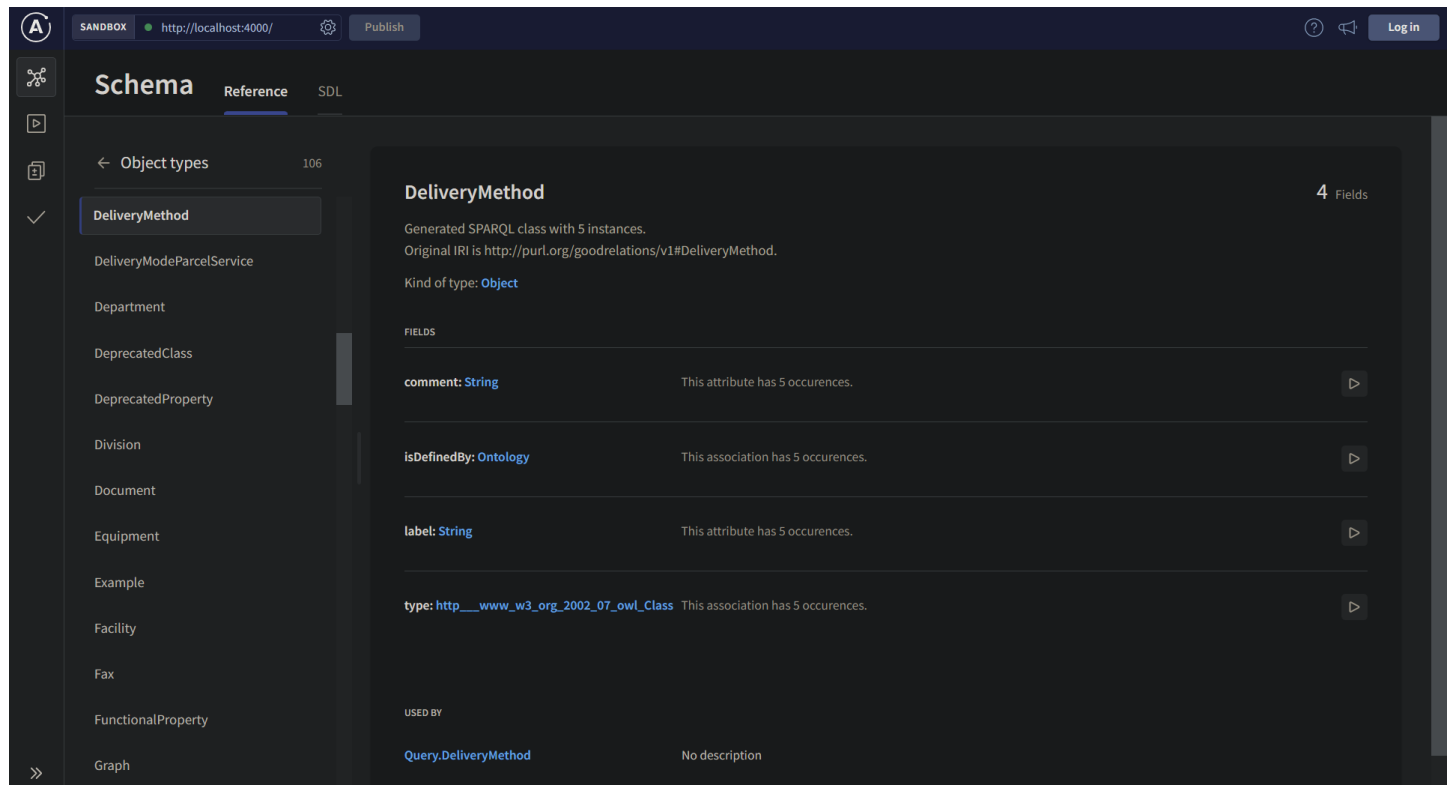 SANDBOX http://localhost:4000/ Publish Log in
Schema Reference SDL
Object types 106
DeliveryMethod
DeliveryModeParcelService
Department
DeprecatedClass
DeprecatedProperty
Division
Document
Equipment
Example
Facility
Fax
FunctionalProperty
Graph
DeliveryMethod 4 Fields
Generated SPARQL class with 5 instances.
Original IRI is http://purl.org/goodrelations/v1#DeliveryMethod.
Kind of type: Object
FIELDS
comment: String This attribute has 5 occurences.
isDefinedBy: Ontology This association has 5 occurences.
label: String This attribute has 5 occurences.
type: http___www_w3_org_2002_07_owl_Class This association has 5 occurences.
USED BY
Query.DeliveryMethod No description